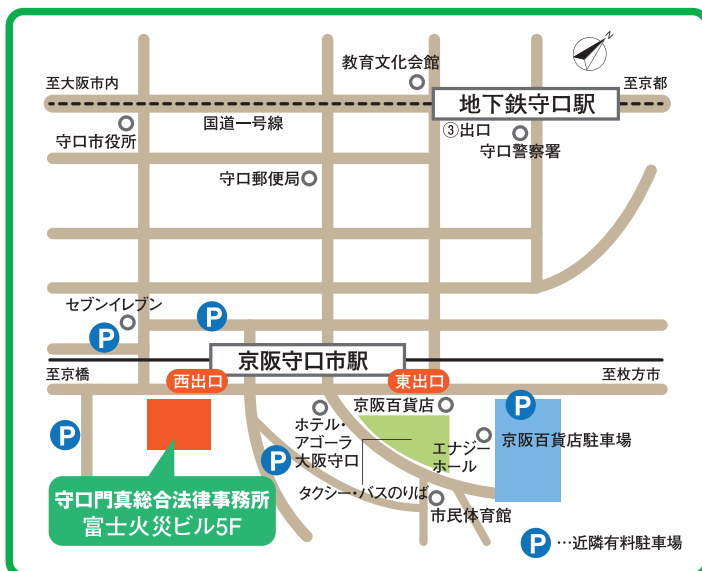 N
教育文化会館
至大阪市内
地下鉄守口駅
至京都
国道一号線
③出口
守口市役所
守口警察署
守口郵便局
セブンイレブン
P
P
京阪守口市駅
至京橋
西出口
東出口
至枚方市
P
京阪百貨店
ホテル・
アゴーラ
大阪守口
P
P
エナジー
ホール
京阪百貨店駐車場
タクシー・バスのりば
守口門真総合法律事務所
富士火災ビル5F
市民体育館
P…近隣有料駐車場